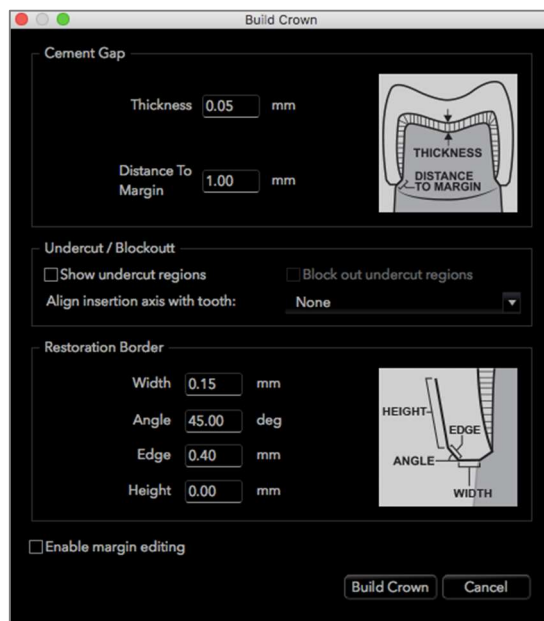 Build Crown
Cement Gap
Thickness 0.05 mm
Distance To
Margin 1.00 mm
THICKNESS
DISTANCE
TO MARGIN
Undercut / Blockoutt
Show undercut regions Block out undercut regions
Align insertion axis with tooth: None
Restoration Border
Width 0.15 mm
Angle 45.00 deg
Edge 0.40 mm
Height 0.00 mm
HEIGHT
EDGE
ANGLE
WIDTH
Enable margin editing
Build Crown Cancel